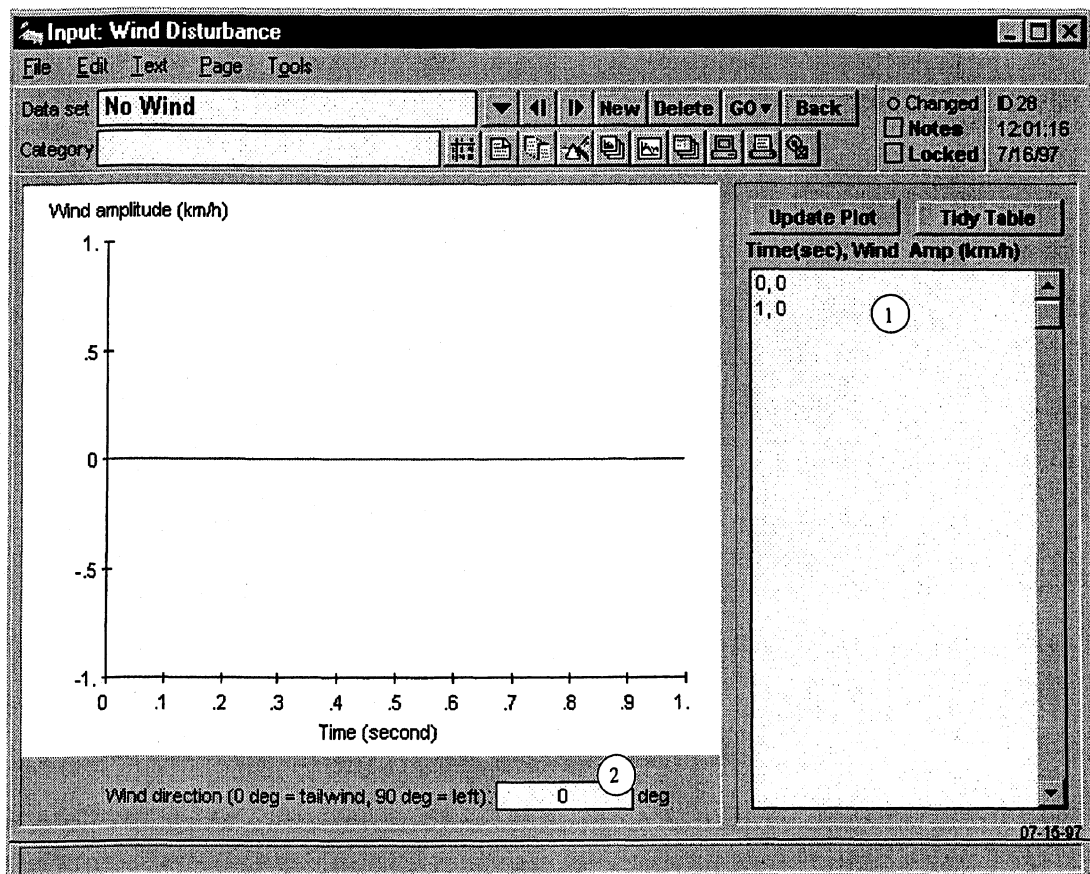 Input: Wind Disturbance
File Edit Text Page Tools
Data set No Wind New Delete GO Back Changed ID 28
Notes 12:01:16
Category Locked 7/16/97
Wind amplitude (km/h)
1.
.5
0
-.5
-1.
0 .1 .2 .3 .4 .5 .6 .7 .8 .9 1.
Time (second)
Wind direction (0 deg = tailwind, 90 deg = left): 0 deg
2
Update Plot Tidy Table
Time(sec), Wind Amp (km/h)
0,0
1,0
1
07-16-97